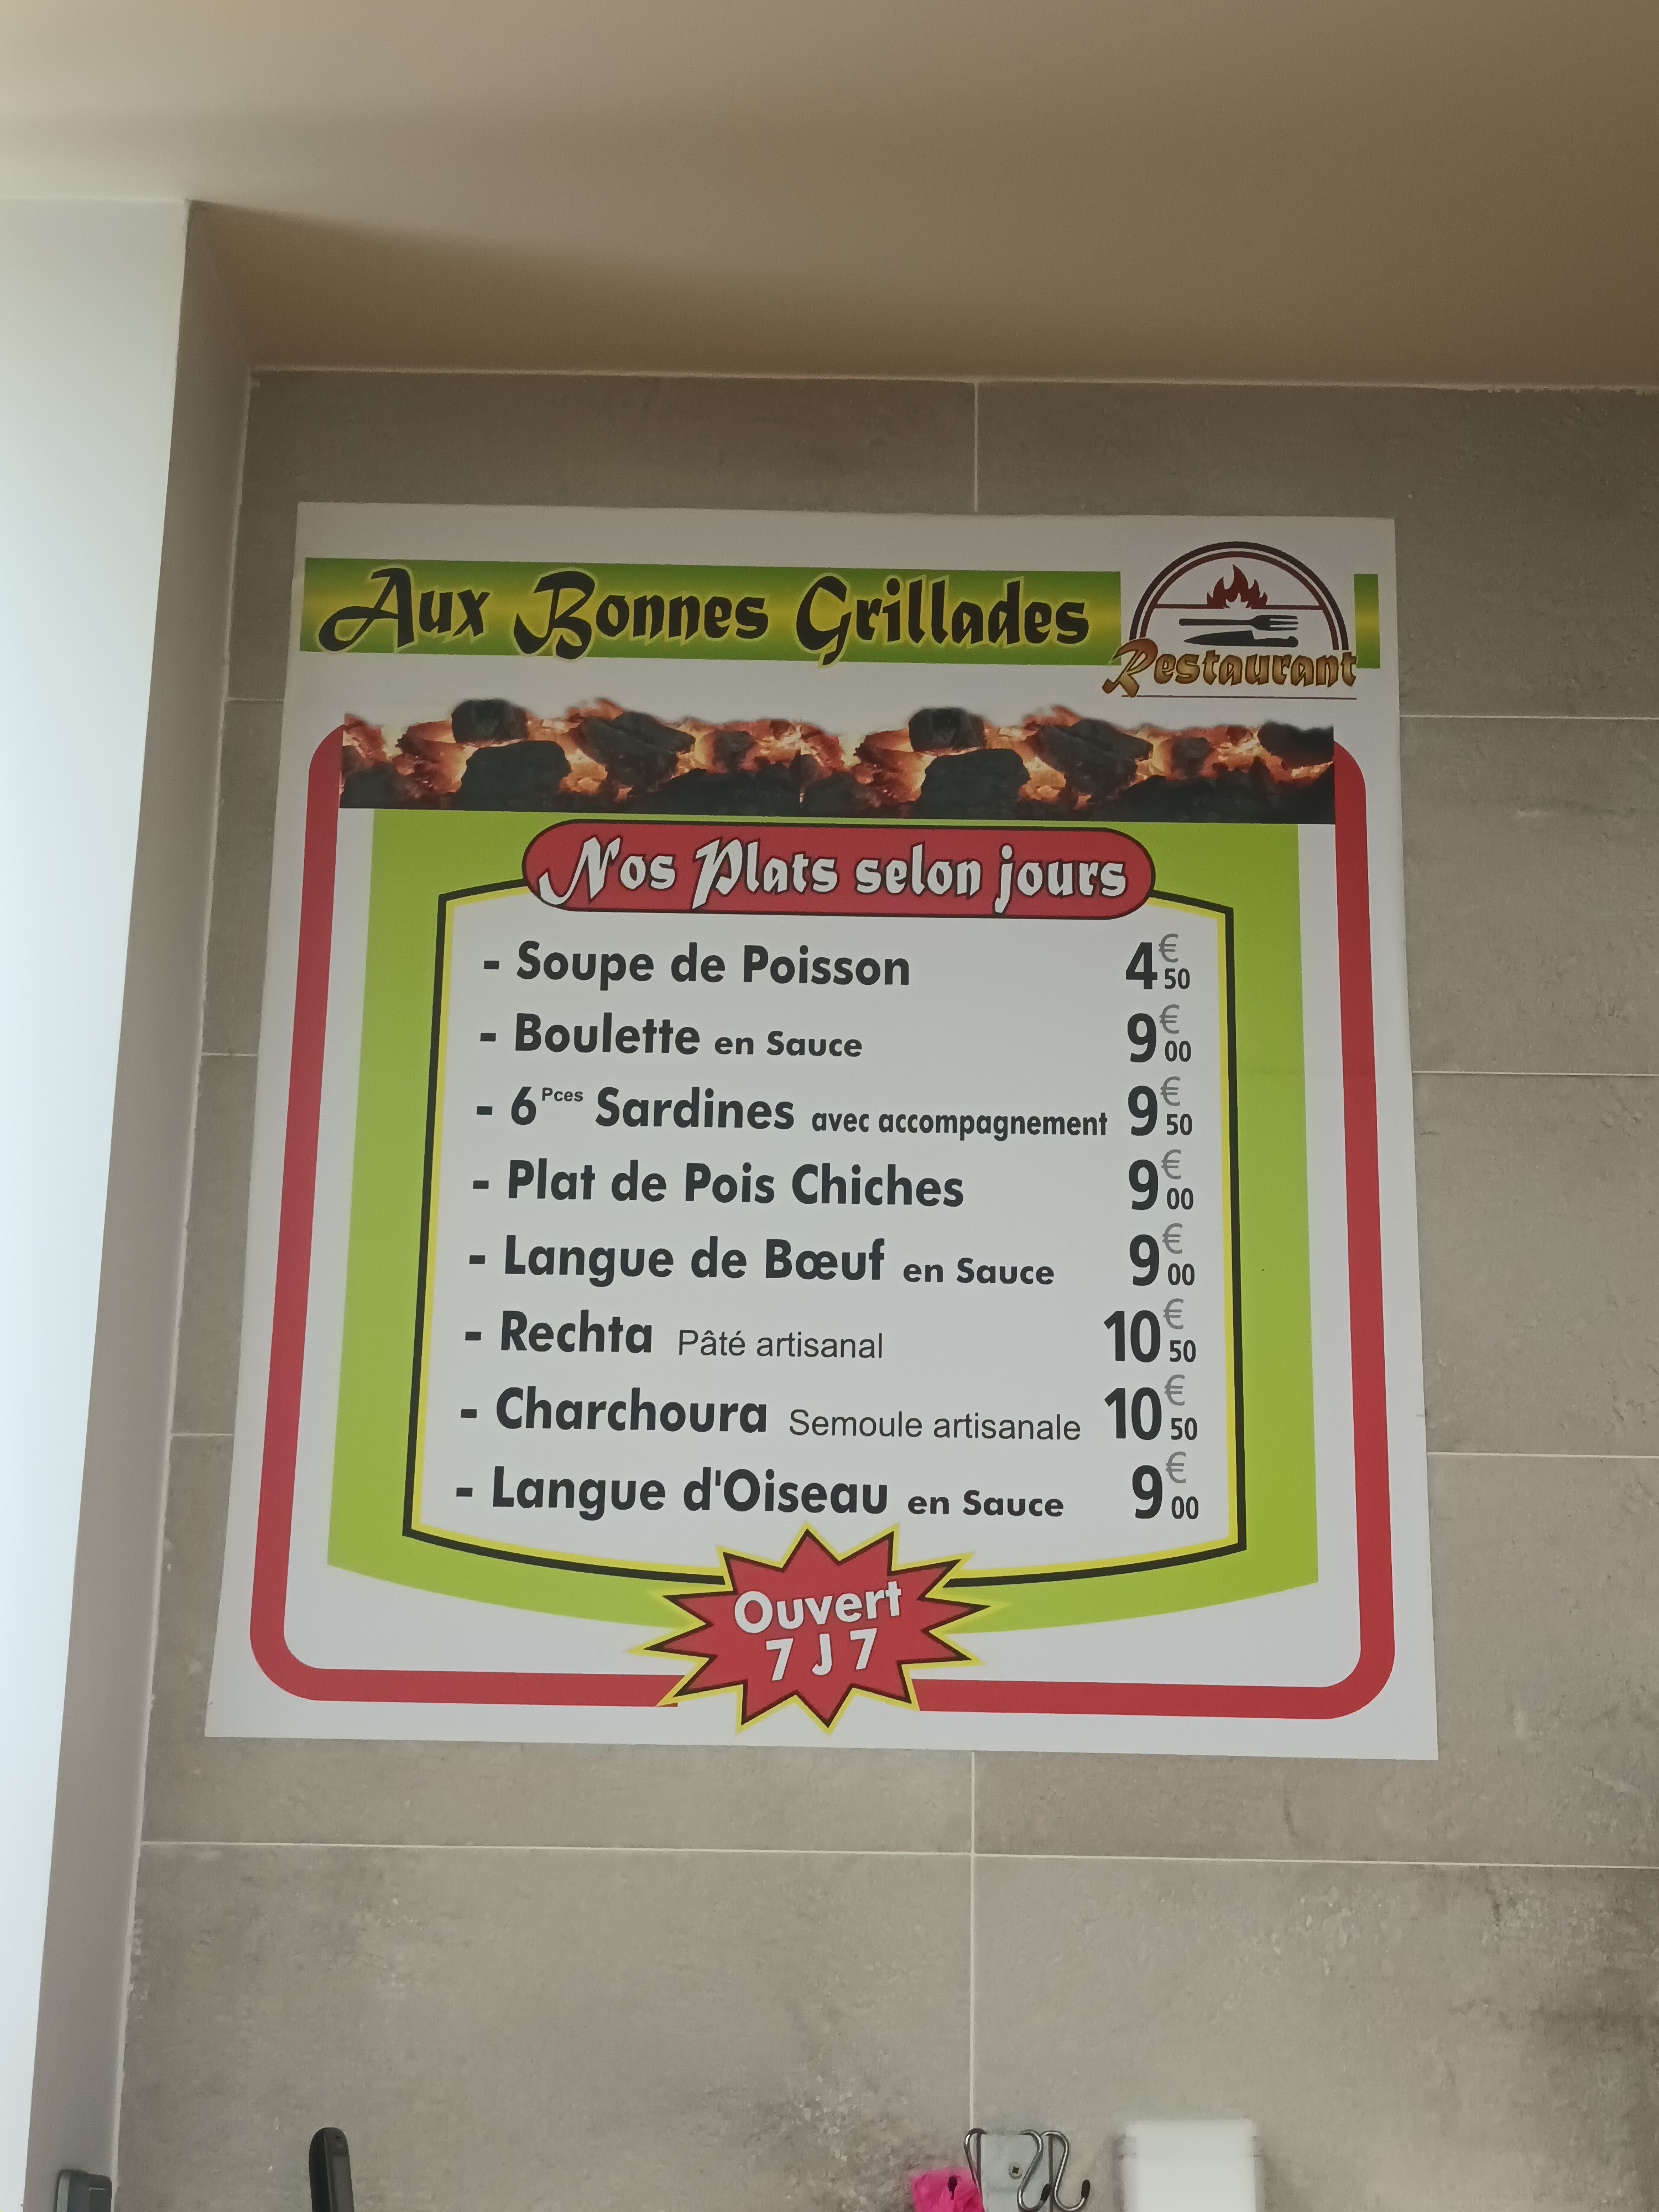 Aux Bonnes Grillades
Restaurant
Nos Plats selon jours
- Soupe de Poisson 4€50
- Boulette en Sauce 9€00
- 6 Pces Sardines avec accompagnement 9€50
- Plat de Pois Chiches 9€00
- Langue de Bœuf en Sauce 9€00
- Rechta Pâté artisanal 10€50
- Charchoura Semoule artisanale 10€50
- Langue d'Oiseau en Sauce 9€00
Ouvert
7 J 7